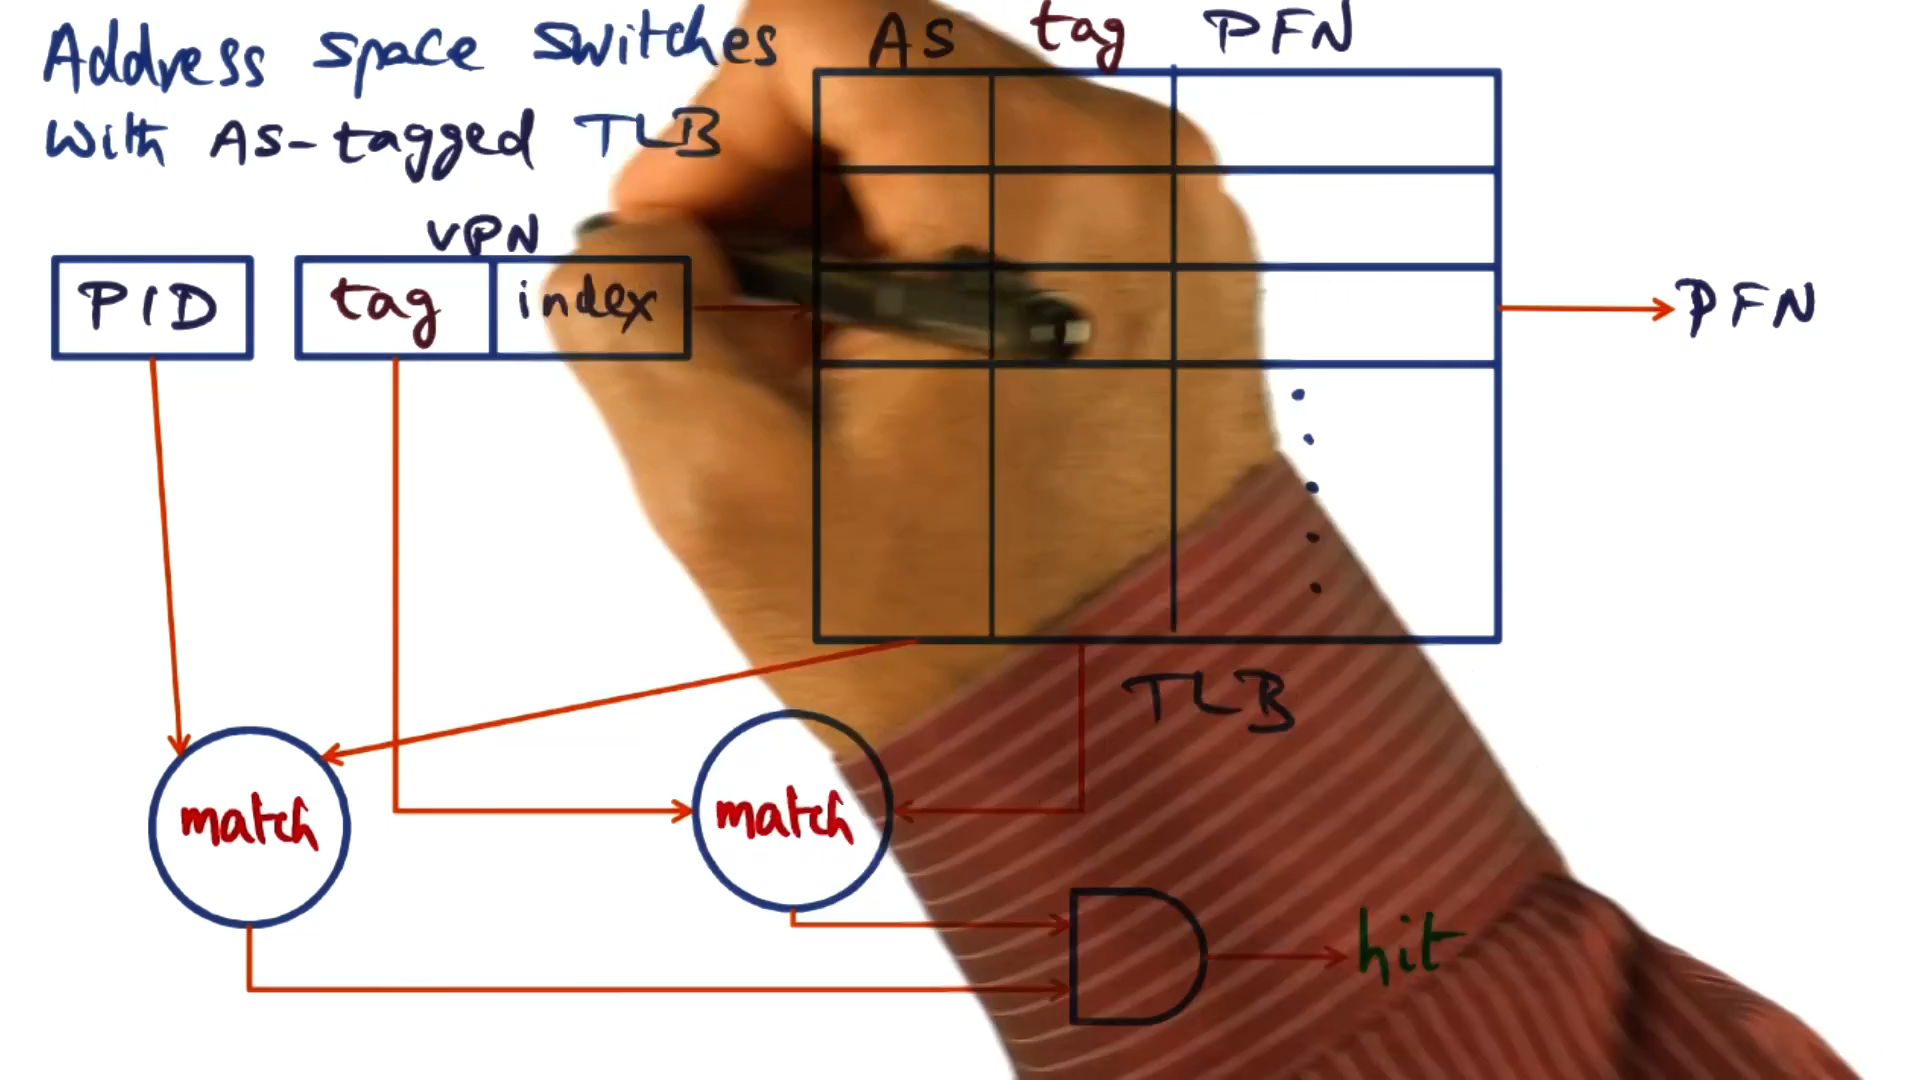 Address space switches
With AS-tagged TLB
AS tag PFN
VPN
PID tag index
PFN
TLB
match match
hit